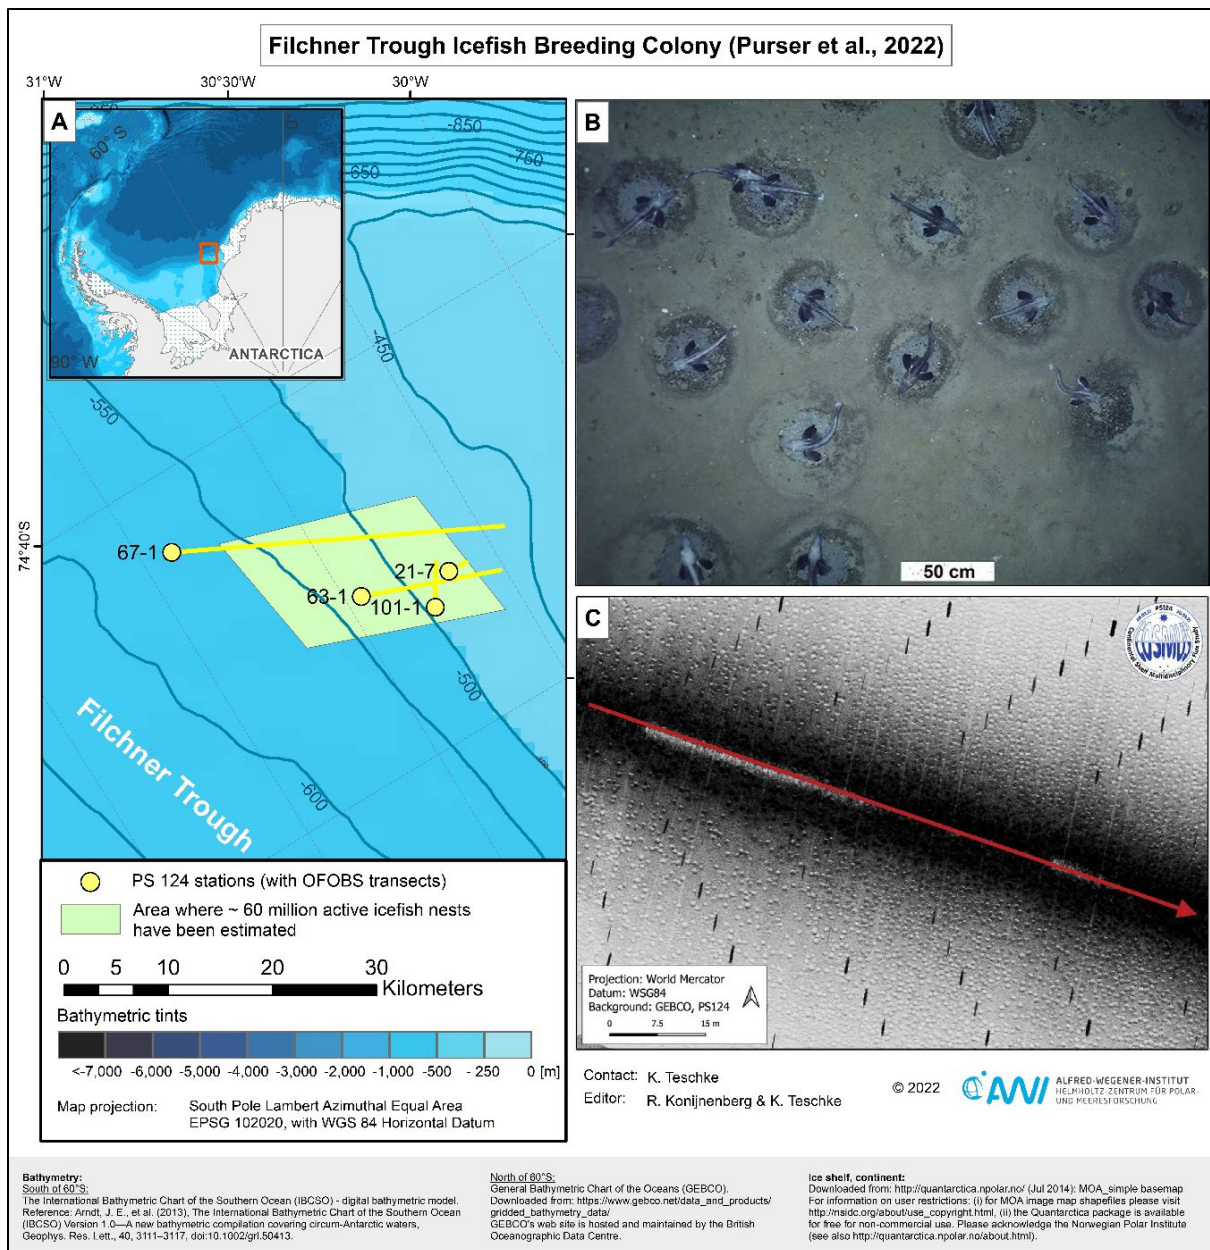 Filchner Trough Icefish Breeding Colony (Purser et al., 2022)
31°W
30°30'W
30°W
A
60° S
0
90° W
ANTARCTICA
-850
-750
-650
-450
-550
74°40'S
67-1
21-7
63-1
101-1
-500
-600
Filchner Trough
PS 124 stations (with OFOBS transects)
Area where ~ 60 million active icefish nests
have been estimated
0 5 10 20 30
Kilometers
Bathymetric tints
<-7,000 -6,000 -5,000 -4,000 -3,000 -2,000 -1,000 -500 - 250 0 [m]
Map projection: South Pole Lambert Azimuthal Equal Area
EPSG 102020, with WGS 84 Horizontal Datum
B
50 cm
C
PS124
COSMUS
Continental Shelf Multidisciplinary Flux Study
Projection: World Mercator
Datum: WSG84
Background: GEBCO, PS124
0 7.5 15 m
Contact: K. Teschke
Editor: R. Konijnenberg & K. Teschke
© 2022
AWI
ALFRED-WEGENER-INSTITUT
HELMHOLTZ-ZENTRUM FÜR POLAR-
UND MEERESFORSCHUNG
Bathymetry:
South of 60°S:
The International Bathymetric Chart of the Southern Ocean (IBCSO) - digital bathymetric model.
Reference: Arndt, J. E., et al. (2013), The International Bathymetric Chart of the Southern Ocean
(IBCSO) Version 1.0—A new bathymetric compilation covering circum-Antarctic waters,
Geophys. Res. Lett., 40, 3111–3117, doi:10.1002/grl.50413.
North of 60°S:
General Bathymetric Chart of the Oceans (GEBCO).
Downloaded from: https://www.gebco.net/data_and_products/
gridded_bathymetry_data/
GEBCO's web site is hosted and maintained by the British
Oceanographic Data Centre.
Ice shelf, continent:
Downloaded from: http://quantarctica.npolar.no/ (Jul 2014): MOA_simple basemap
For information on user restrictions: (i) for MOA image map shapefiles please visit
http://nsidc.org/about/use_copyright.html, (ii) the Quantarctica package is available
for free for non-commercial use. Please acknowledge the Norwegian Polar Institute
(see also http://quantarctica.npolar.no/about.html).